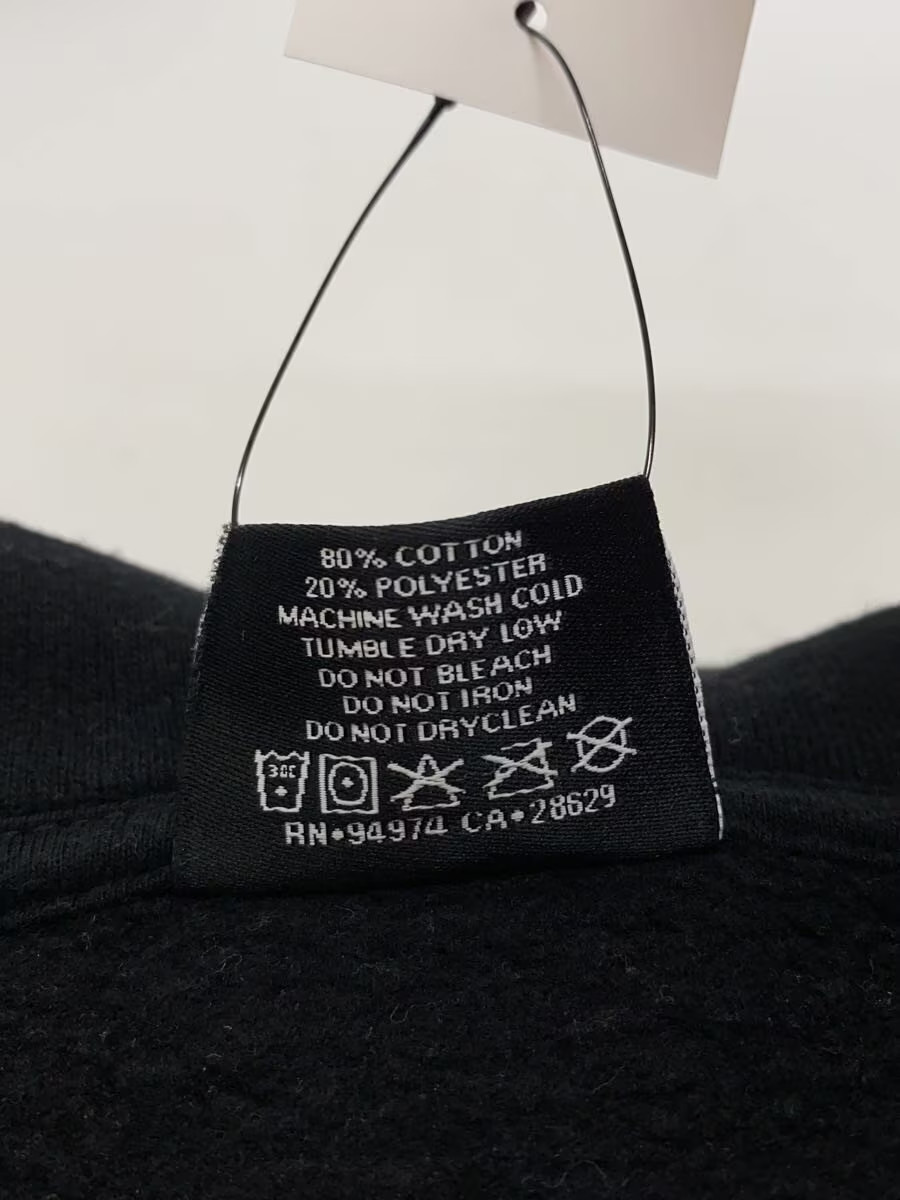 80% COTTON
20% POLYESTER
MACHINE WASH COLD
TUMBLE DRY LOW
DO NOT BLEACH
DO NOT IRON
DO NOT DRYCLEAN
30C
RN•94974 CA•28629